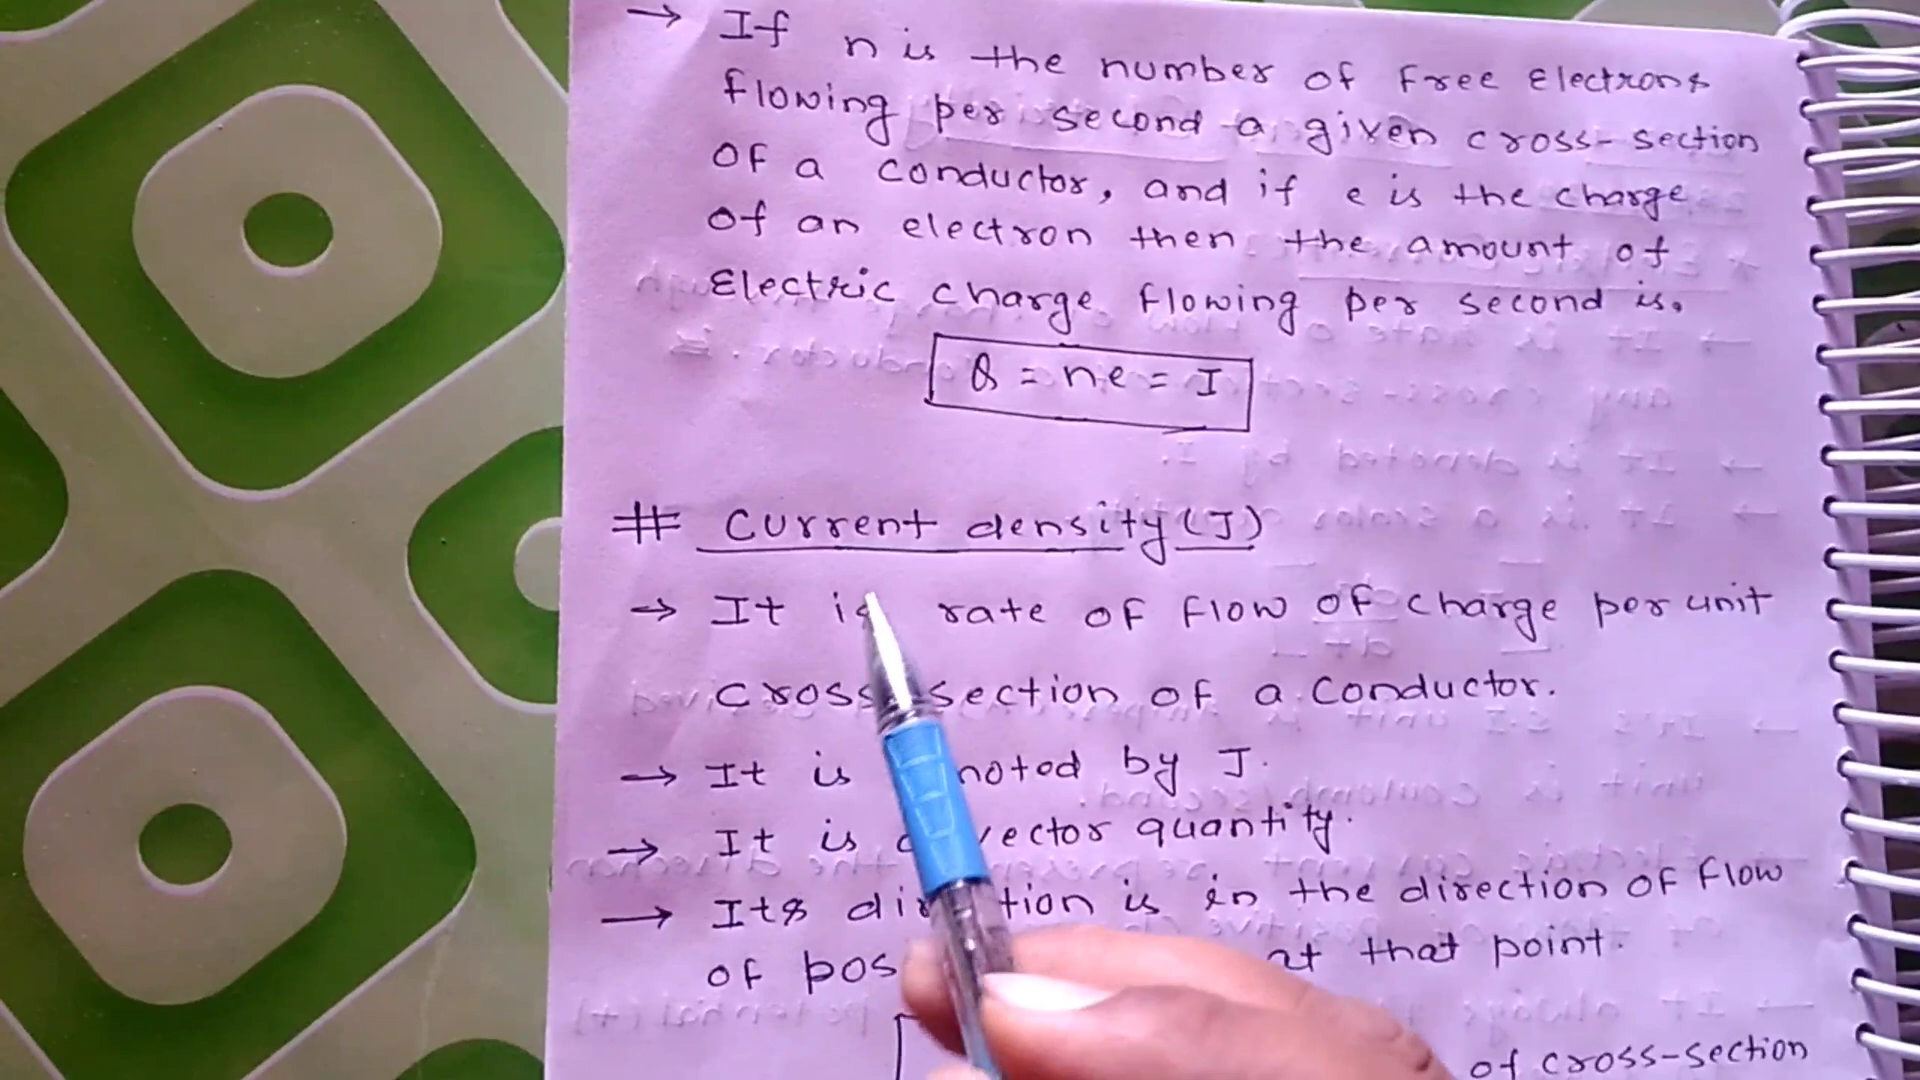 → If n is the number of Free Electrons
flowing per second a given cross-section
OF a conductor, and if e is the charge
of an electron then the amount of
Electric charge flowing per second is.
Q = ne = I
# Current density (J)
→ It is rate OF Flow OF charge per unit
cross section OF a conductor.
→ It is noted by J.
→ It is vector quantity.
→ Its direction is in the direction OF Flow
OF at that point.
of cross-section